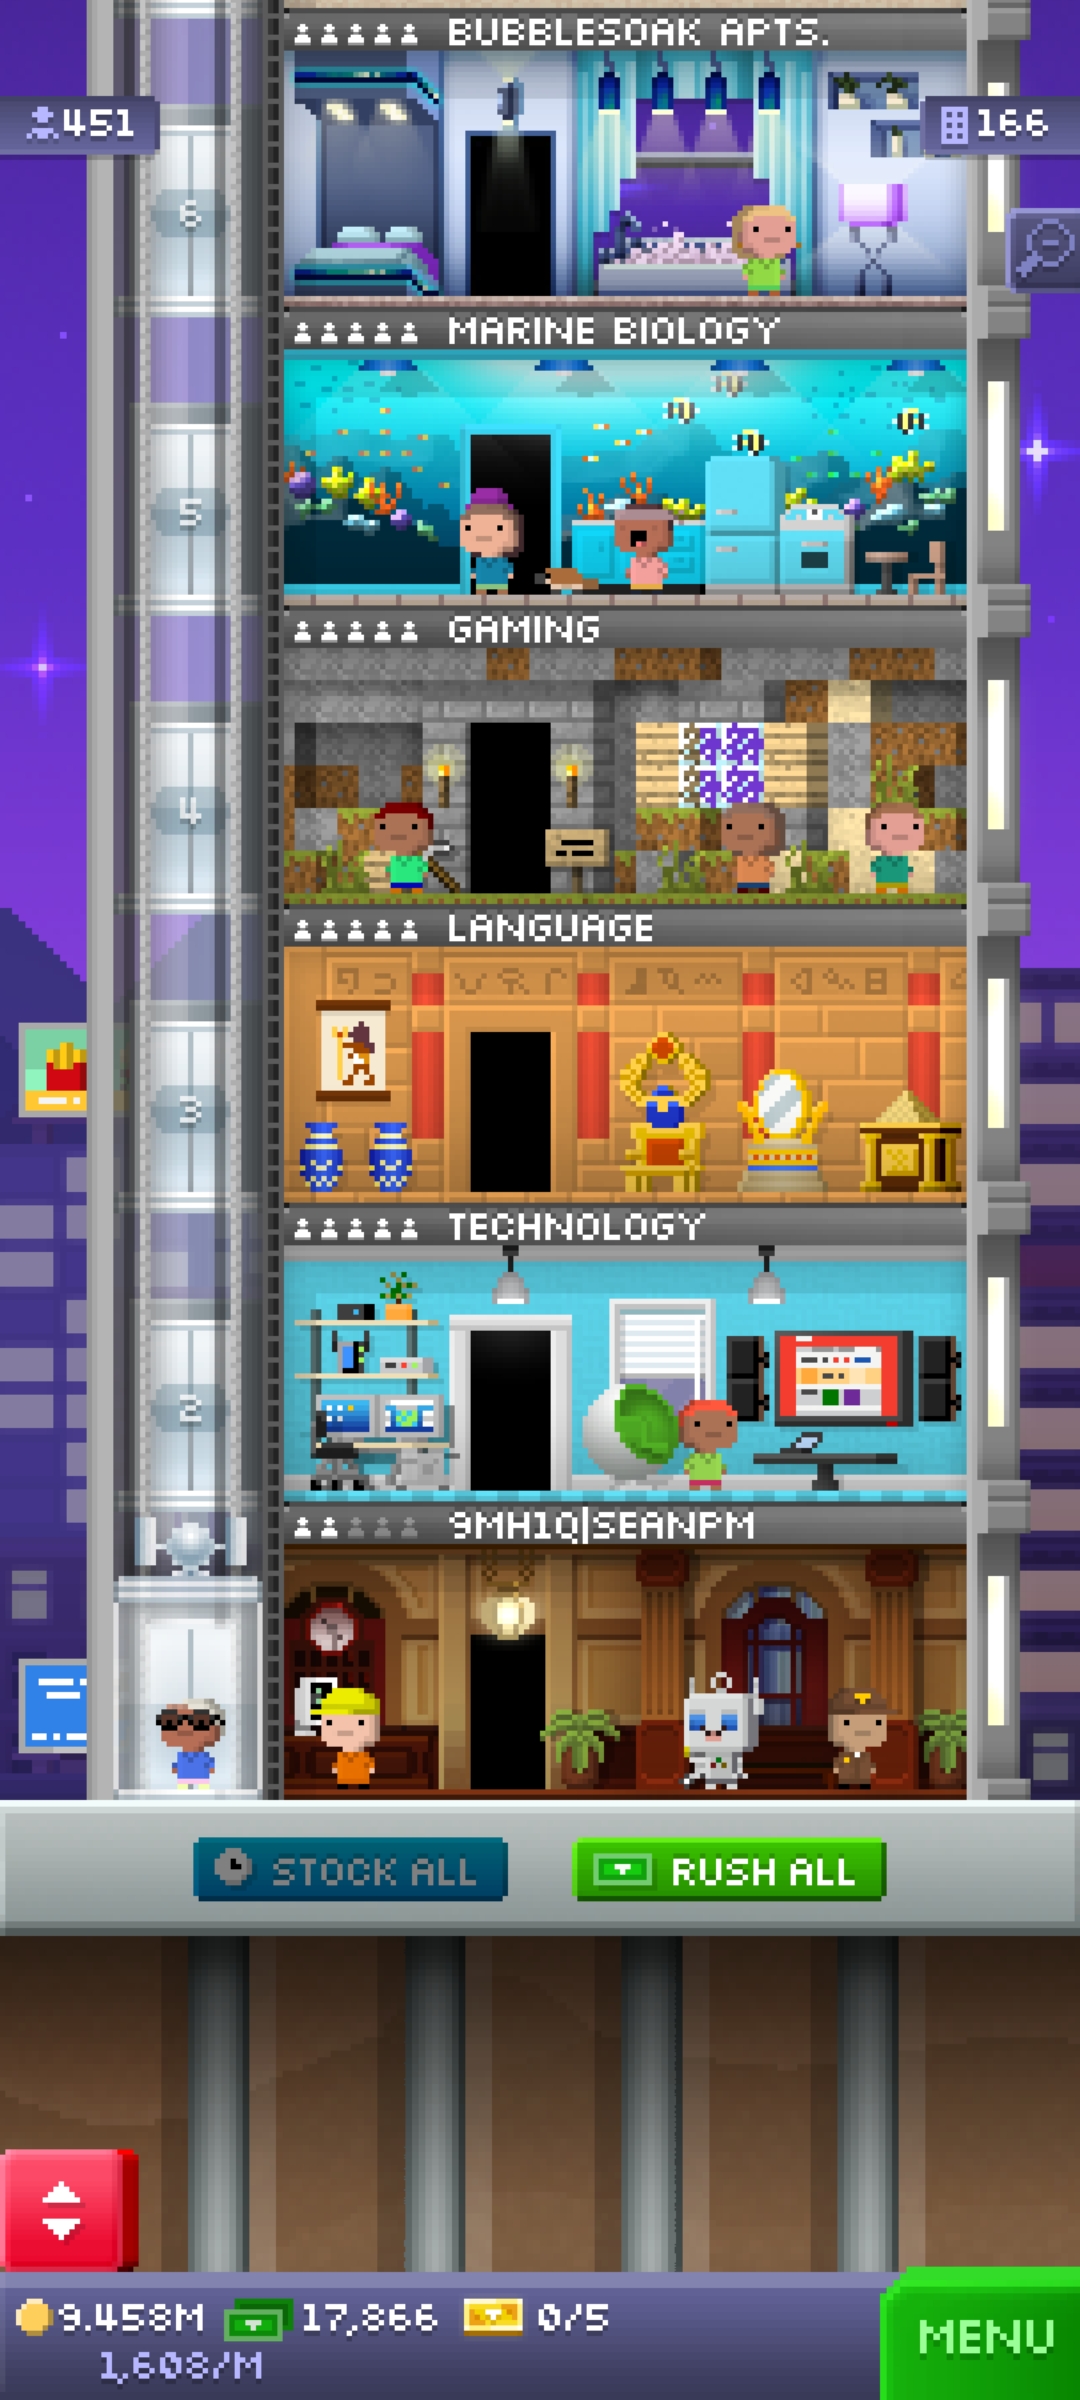 BUBBLESOAK APTS.
451
166
6
MARINE BIOLOGY
5
GAMING
4
LANGUAGE
3
TECHNOLOGY
2
9MH1Q|SEANPM
STOCK ALL
RUSH ALL
9.458M
17,866
0/5
MENU
1,608/M